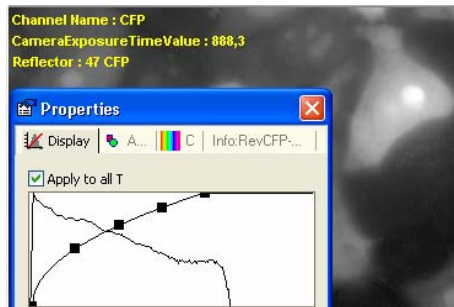 Channel Name : CFP
CameraExposureTimeValue : 888,3
Reflector : 47 CFP
Properties
Display A... C Info:RevCFP-...
Apply to all T